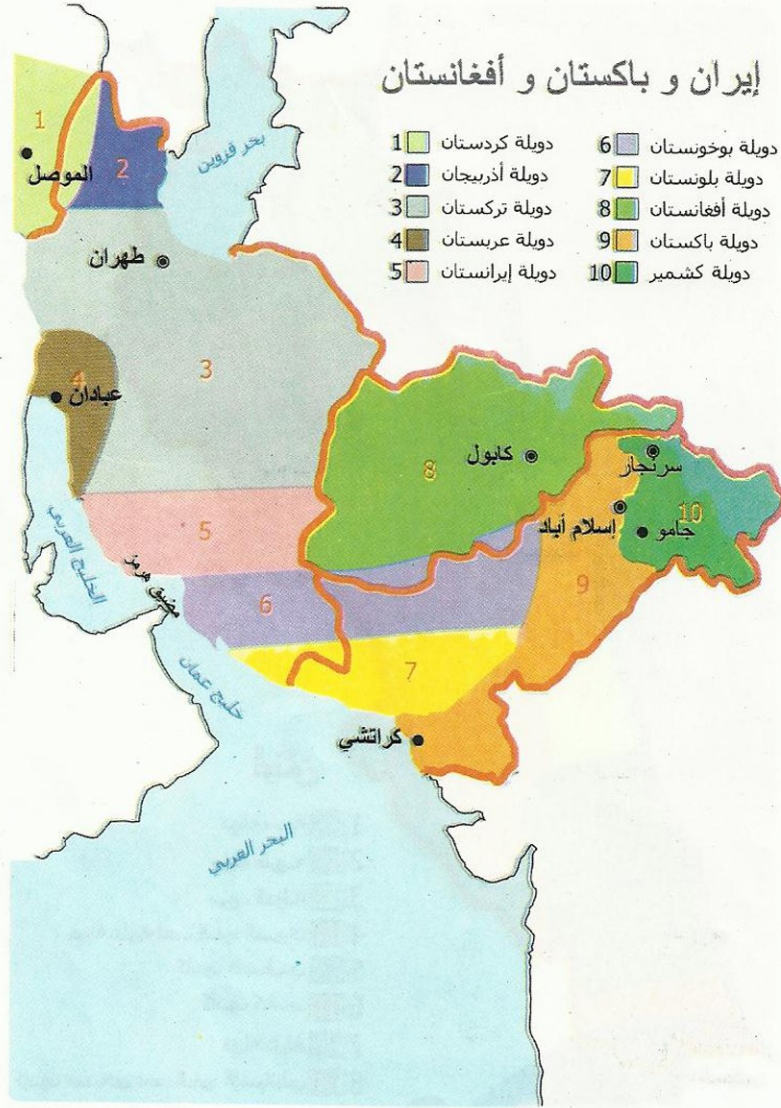 إيران و باكستان و أفغانستان
1 دويلة كردستان
2 دويلة أذربيجان
3 دويلة تركستان
4 دويلة عربستان
5 دويلة إيرانستان
6 دويلة بوخونستان
7 دويلة بلونستان
8 دويلة أفغانستان
9 دويلة باكستان
10 دويلة كشمير
بحر قزوين
1
2
الموصل
طهران
3
4
عبادان
كابول
8
سرنجار
10
إسلام أباد
جامو
الخليج العربي
5
مضيق هرمز
6
9
7
خليج عمان
كراتشي
البحر العربي